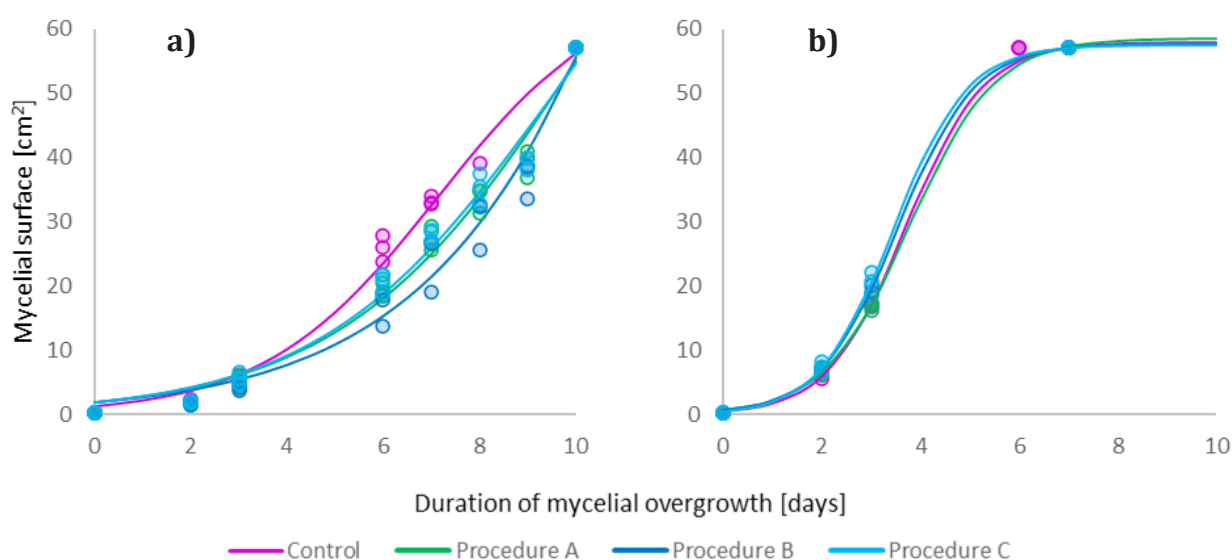 a)
b)
Mycelial surface [cm²]
60
50
40
30
20
10
0
0 2 4 6 8 10
60
50
40
30
20
10
0
0 2 4 6 8 10
Duration of mycelial overgrowth [days]
Control Procedure A Procedure B Procedure C